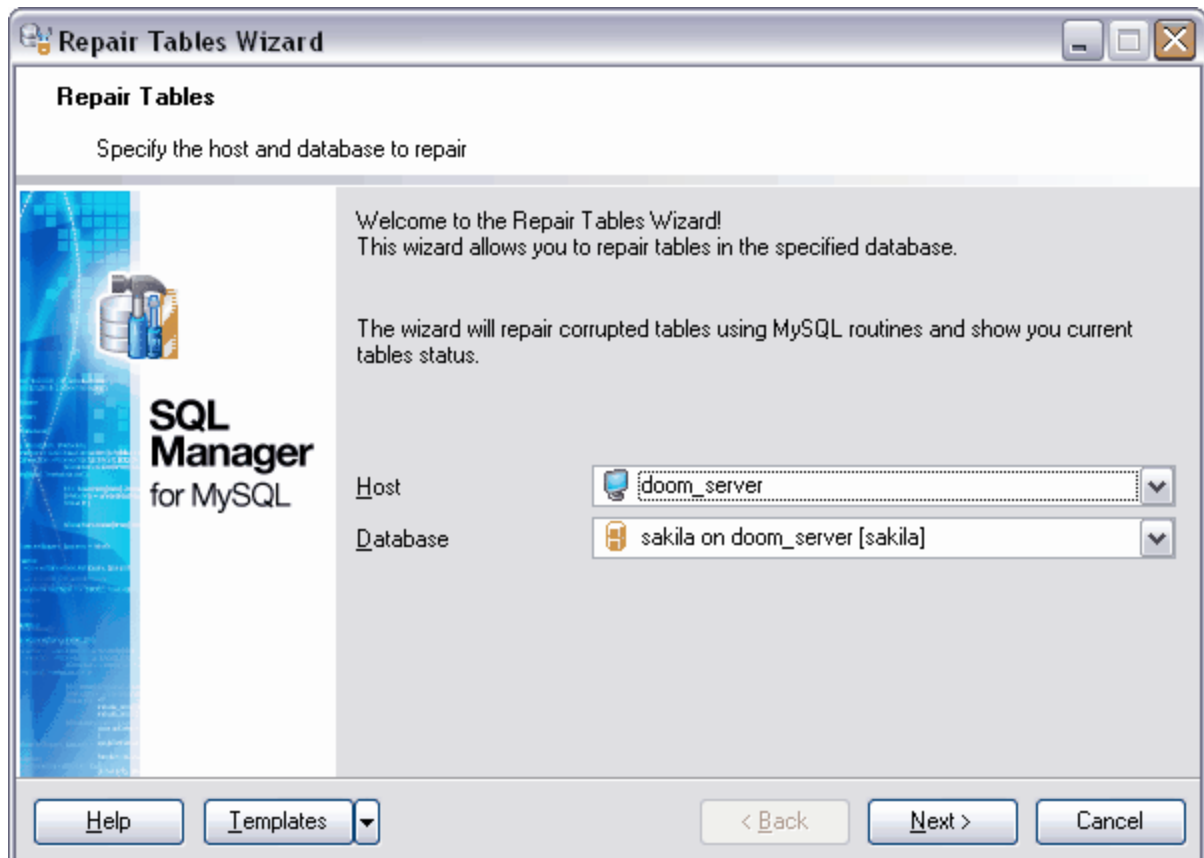 Repair Tables Wizard
Repair Tables
Specify the host and database to repair
Welcome to the Repair Tables Wizard!
This wizard allows you to repair tables in the specified database.
The wizard will repair corrupted tables using MySQL routines and show you current
tables status.
SQL
Manager
for MySQL
Host
doom_server
Database
sakila on doom_server [sakila]
Help
Templates
< Back
Next >
Cancel